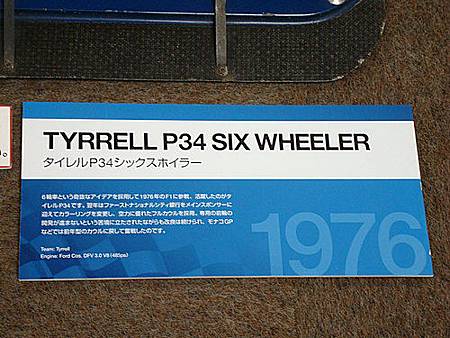 TYRRELL P34 SIX WHEELER
タイレルP34シックスホイラー
6輪車という奇抜なアイデアを採用して1976年のF1に参戦、活躍したのがタ
イレルP34です。翌年はファーストナショナルシティ銀行をメインスポンサーに
迎えてカラーリングを変更し、空力に優れたフルカウルを採用。専用の前輪の
開発が進まないという苦境に立たされながらも改良は続けられ、モナコGP
などでは前年型のカウルに戻して奮戦したのです。
Team: Tyrrell
Engine: Ford Cos. DFV 3.0 V8 (485ps)
1976